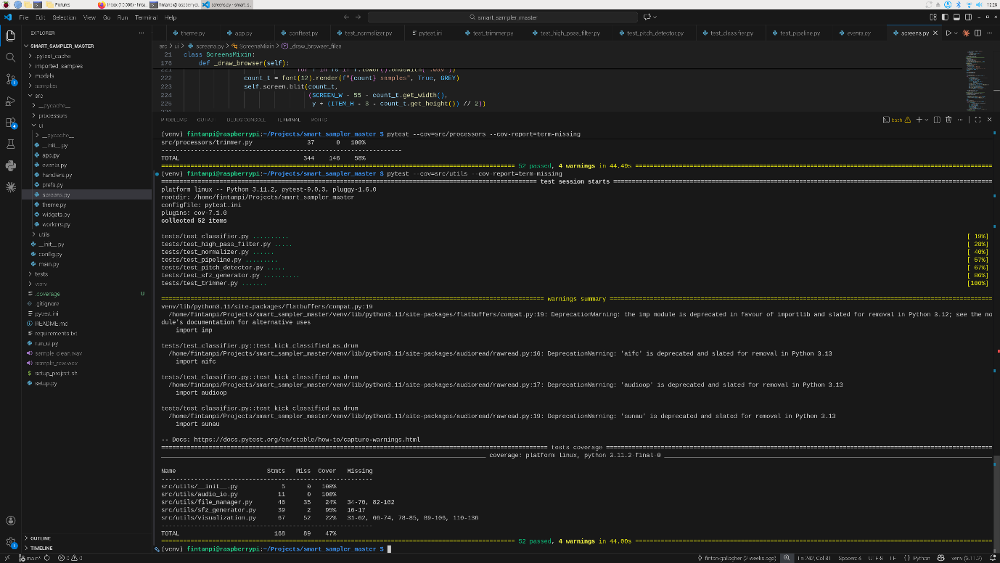 Pictures
Inbox (10,006) - finta...
fintanpi@raspberrypi...
screens.py - smart_s...
12:28
File Edit Selection View Go Run Terminal Help
smart_sampler_master
EXPLORER
SMART_SAMPLER_MASTER
.pytest_cache
imported_samples
models
samples
src
__pycache__
processors
ui
__pycache__
__init__.py
app.py
events.py
handlers.py
prefs.py
screens.py
theme.py
widgets.py
workers.py
utils
__init__.py
config.py
main.py
tests
venv
.coverage U
.gitignore
pytest.ini
README.md
requirements.txt
run_ui.py
sample_clean.wav
sample_raw.wav
setup_project.sh
setup.py
OUTLINE
TIMELINE
theme.py app.py conftest.py test_normalizer.py pytest.ini test_trimmer.py test_high_pass_filter.py test_pitch_detector.py test_classifier.py test_pipeline.py events.py screens.py
src > ui > screens.py > ScreensMixin > _draw_browser_files
21 class ScreensMixin:
176 def _draw_browser(self):
221 for f in fs if f.lower().endswith('.wav')
222 count_t = font(12).render(f"{count} samples", True, GREY)
223 self.screen.blit(count_t,
224 (SCREEN_W - 55 - count_t.get_width(),
225 y + (ITEM_H - 3 - count_t.get_height()) // 2))
PROBLEMS OUTPUT DEBUG CONSOLE TERMINAL PORTS
bash
(venv) fintanpi@raspberrypi:~/Projects/smart_sampler_master $ pytest --cov=src/processors --cov-report=term-missing
src/processors/trimmer.py 37 0 100%
TOTAL 344 146 58%
52 passed, 4 warnings in 44.49s
(venv) fintanpi@raspberrypi:~/Projects/smart_sampler_master $ pytest --cov=src/utils --cov-report=term-missing
test session starts
platform linux -- Python 3.11.2, pytest-9.0.3, pluggy-1.6.0
rootdir: /home/fintanpi/Projects/smart_sampler_master
configfile: pytest.ini
plugins: cov-7.1.0
collected 52 items
tests/test_classifier.py .......... [ 19%]
tests/test_high_pass_filter.py ..... [ 28%]
tests/test_normalizer.py ...... [ 40%]
tests/test_pipeline.py ......... [ 57%]
tests/test_pitch_detector.py ..... [ 67%]
tests/test_sfz_generator.py .......... [ 86%]
tests/test_trimmer.py ....... [100%]
warnings summary
venv/lib/python3.11/site-packages/flatbuffers/compat.py:19
/home/fintanpi/Projects/smart_sampler_master/venv/lib/python3.11/site-packages/flatbuffers/compat.py:19: DeprecationWarning: the imp module is deprecated in favour of importlib and slated for removal in Python 3.12; see the mo
dule's documentation for alternative uses
import imp
tests/test_classifier.py::test_kick_classified_as_drum
/home/fintanpi/Projects/smart_sampler_master/venv/lib/python3.11/site-packages/audioread/rawread.py:16: DeprecationWarning: 'aifc' is deprecated and slated for removal in Python 3.13
import aifc
tests/test_classifier.py::test_kick_classified_as_drum
/home/fintanpi/Projects/smart_sampler_master/venv/lib/python3.11/site-packages/audioread/rawread.py:17: DeprecationWarning: 'audioop' is deprecated and slated for removal in Python 3.13
import audioop
tests/test_classifier.py::test_kick_classified_as_drum
/home/fintanpi/Projects/smart_sampler_master/venv/lib/python3.11/site-packages/audioread/rawread.py:19: DeprecationWarning: 'sunau' is deprecated and slated for removal in Python 3.13
import sunau
-- Docs: https://docs.pytest.org/en/stable/how-to/capture-warnings.html
tests coverage
coverage: platform linux, python 3.11.2-final-0
Name Stmts Miss Cover Missing
src/utils/__init__.py 5 0 100%
src/utils/audio_io.py 11 0 100%
src/utils/file_manager.py 46 35 24% 34-70, 82-102
src/utils/sfz_generator.py 39 2 95% 16-17
src/utils/visualization.py 67 52 22% 31-62, 66-74, 78-85, 89-106, 110-136
TOTAL 168 89 47%
52 passed, 4 warnings in 44.00s
(venv) fintanpi@raspberrypi:~/Projects/smart_sampler_master $
main* 0 0 fintan-gallagher (2 weeks ago) Ln 242, Col 81 Spaces: 4 UTF-8 LF Python venv (3.11.2)